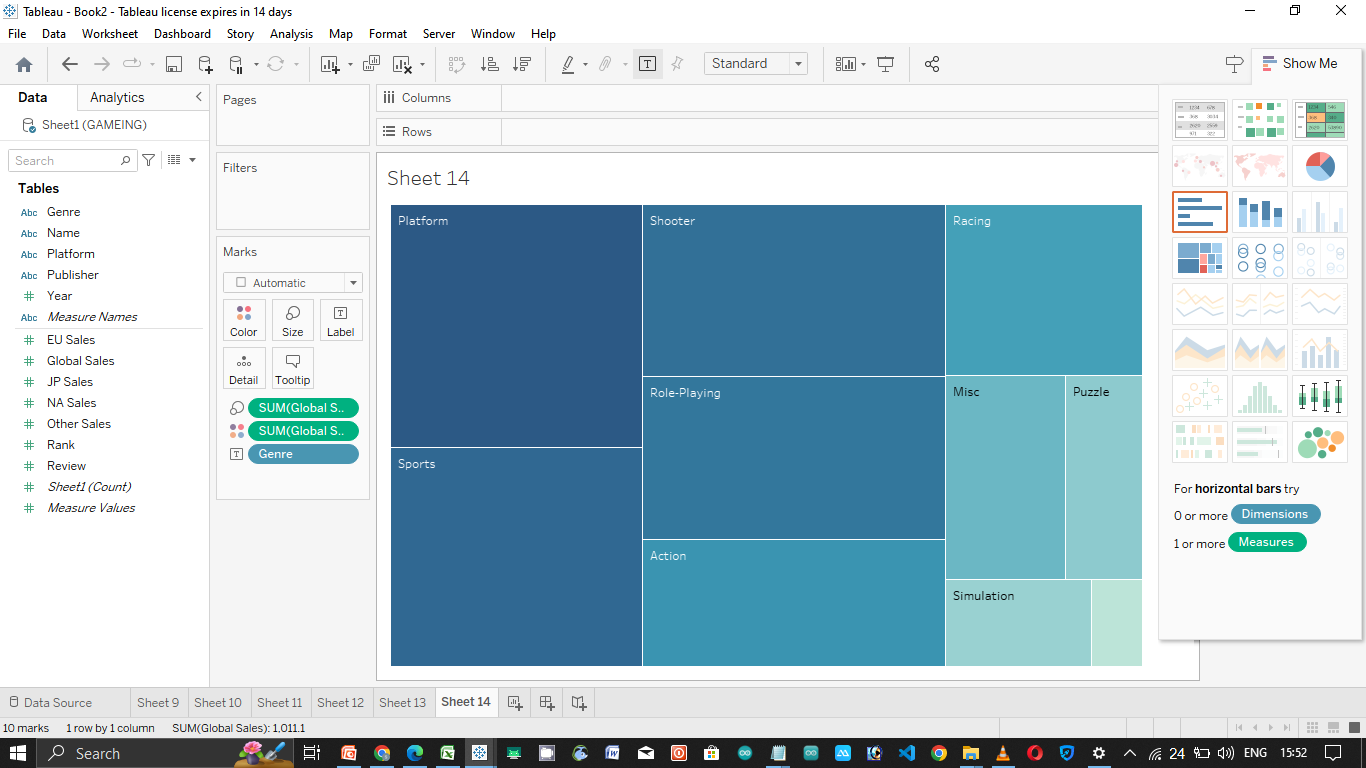 Tableau - Book2 - Tableau license expires in 14 days
File Data Worksheet Dashboard Story Analysis Map Format Server Window Help
Standard
Show Me
Data Analytics
Sheet1 (GAMEING)
Search
Tables
Abc Genre
Abc Name
Abc Platform
Abc Publisher
# Year
Abc Measure Names
# EU Sales
# Global Sales
# JP Sales
# NA Sales
# Other Sales
# Rank
# Review
# Sheet1 (Count)
# Measure Values
Pages
Filters
Marks
Automatic
Color Size Label
Detail Tooltip
SUM(Global S..
SUM(Global S..
Genre
Columns
Rows
Sheet 14
Platform
Shooter
Racing
Role-Playing
Misc
Puzzle
Sports
Action
Simulation
For horizontal bars try
0 or more Dimensions
1 or more Measures
Data Source Sheet 9 Sheet 10 Sheet 11 Sheet 12 Sheet 13 Sheet 14
10 marks 1 row by 1 column SUM(Global Sales): 1,011.1
Search
24 ENG 15:52